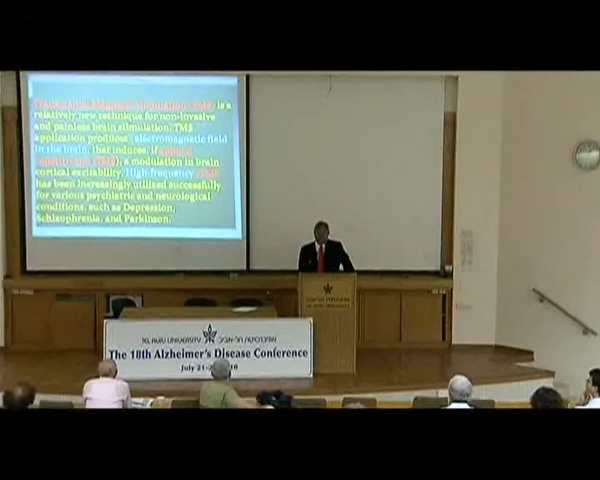 Transcranial Magnetic Stimulation (TMS) is a
relatively new technique for non-invasive
and painless brain stimulation. TMS
application produces electromagnetic field
in the brain, that induces, if
a modulation in brain
cortical excitability. High-frequency
has been increasingly utilized successfully
for various psychiatric and neurological
conditions, such as Depression,
Schizophrenia, and Parkinson.
TEL AVIV UNIVERSITY אוניברסיטת תל-אביב
The 18th Alzheimer's Disease Conference
July 21-